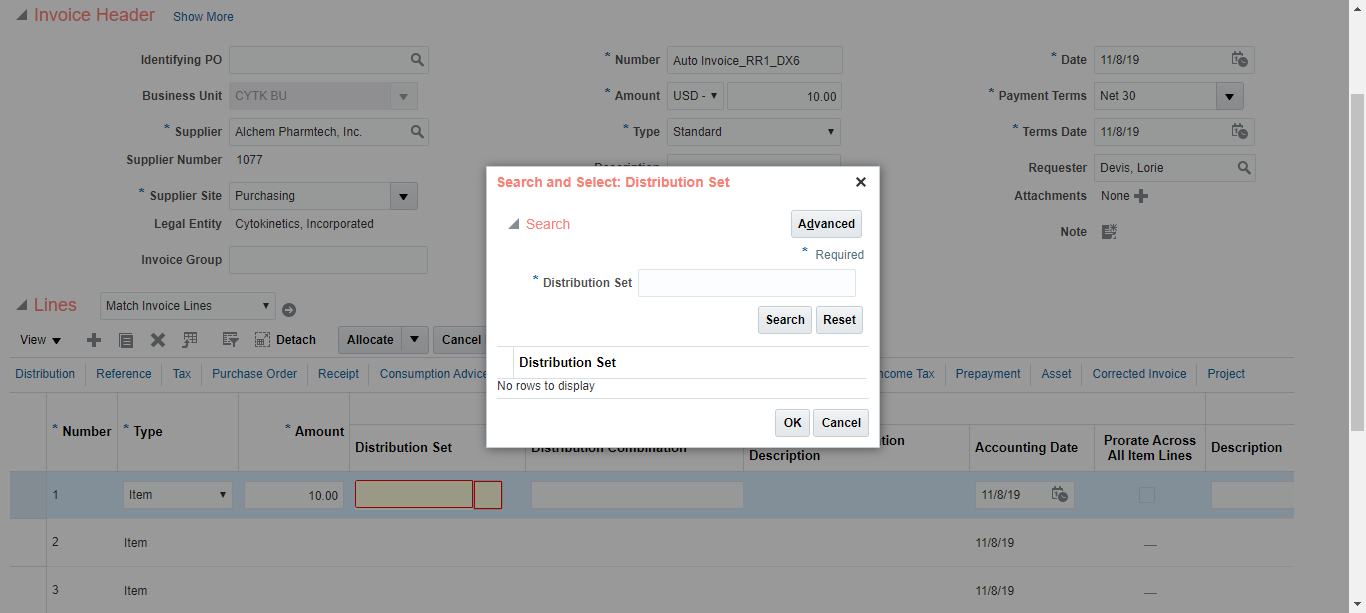 Invoice Header Show More
Identifying PO
Business Unit CYTK BU
* Supplier Alchem Pharmtech, Inc.
Supplier Number 1077
* Supplier Site Purchasing
Legal Entity Cytokinetics, Incorporated
Invoice Group
* Number Auto Invoice_RR1_DX6
* Amount USD - 10.00
* Type Standard
Description
* Date 11/8/19
* Payment Terms Net 30
* Terms Date 11/8/19
Requester Devis, Lorie
Attachments None
Note
Search and Select: Distribution Set
Search
Advanced
* Required
* Distribution Set
Search Reset
Distribution Set
No rows to display
OK Cancel
Lines Match Invoice Lines
View Detach Allocate Cancel
Distribution Reference Tax Purchase Order Receipt Consumption Advice ncome Tax Prepayment Asset Corrected Invoice Project
* Number * Type * Amount Distribution Set Distribution Combination tion Description Accounting Date Prorate Across All Item Lines Description
1 Item 10.00 11/8/19
2 Item 11/8/19 —
3 Item 11/8/19 —